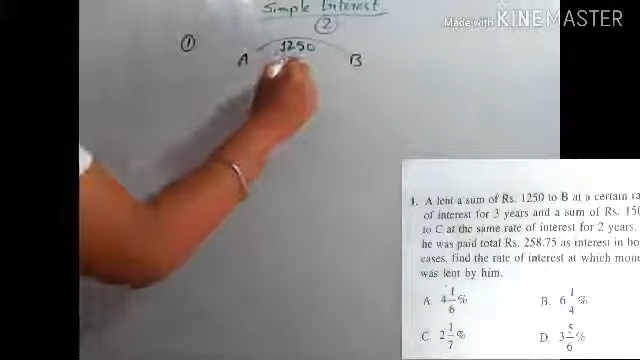 Simple Interest
②
Made with KINEMASTER
①
1250
A
B
1. A lent a sum of Rs. 1250 to B at a certain ra
of interest for 3 years and a sum of Rs. 150
to C at the same rate of interest for 2 years.
he was paid total Rs. 258.75 as interest in bo
cases, find the rate of interest at which mone
was lent by him.
A. 4 1/6 %
B. 6 1/4 %
C. 2 1/7 %
D. 3 5/6 %